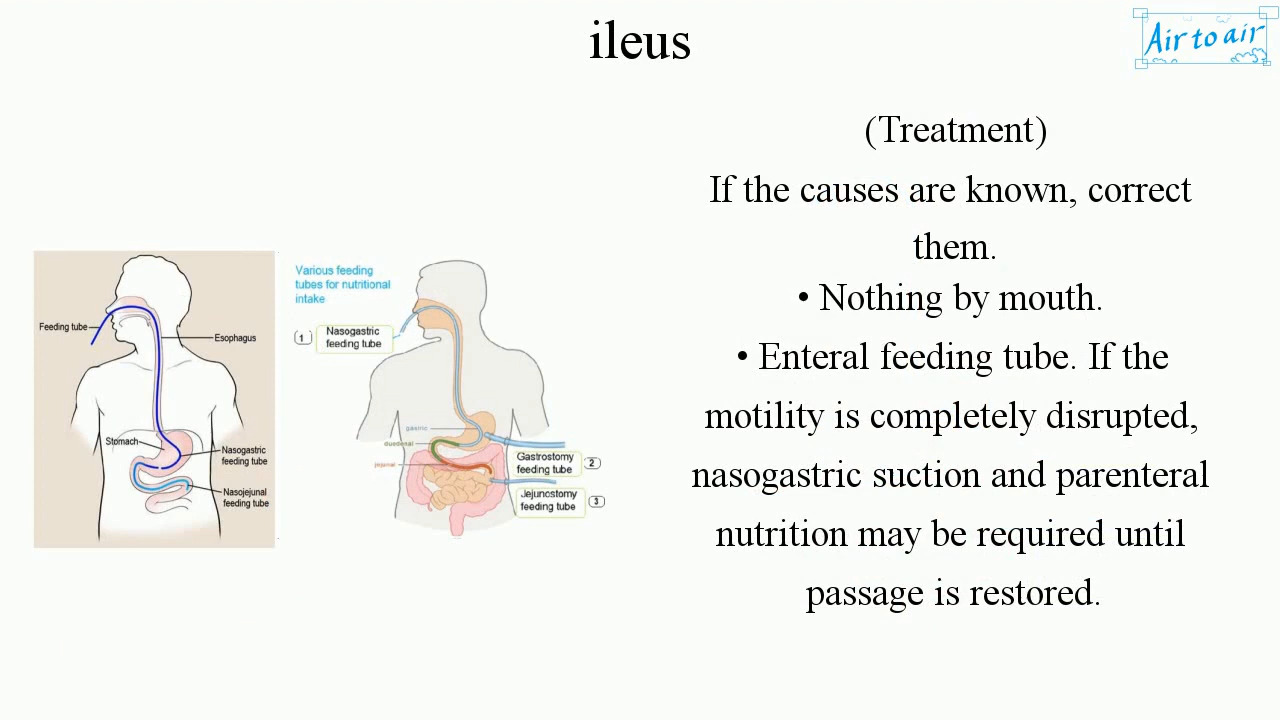 ileus
Air to air
(Treatment)
If the causes are known, correct
them.
• Nothing by mouth.
• Enteral feeding tube. If the
motility is completely disrupted,
nasogastric suction and parenteral
nutrition may be required until
passage is restored.
Feeding tube
Esophagus
Stomach
Nasogastric
feeding tube
Nasojejunal
feeding tube
Various feeding
tubes for nutritional
intake
1
Nasogastric
feeding tube
gastric
duodenal
jejunal
Gastrostomy
feeding tube
2
Jejunostomy
feeding tube
3